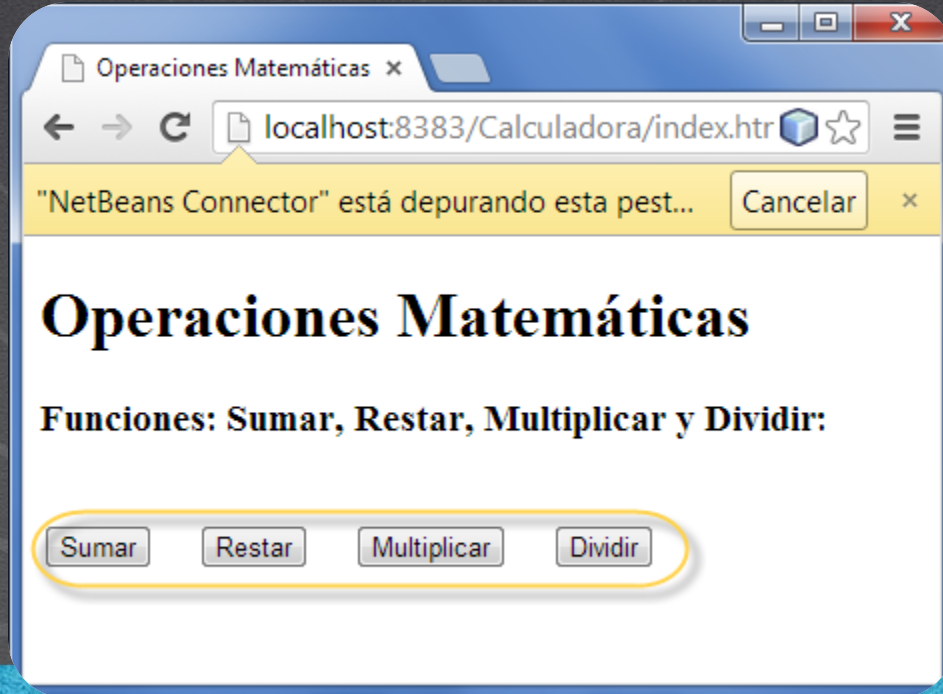 Operaciones Matemáticas
localhost:8383/Calculadora/index.htr
"NetBeans Connector" está depurando esta pest... Cancelar
Operaciones Matemáticas
Funciones: Sumar, Restar, Multiplicar y Dividir:
Sumar Restar Multiplicar Dividir